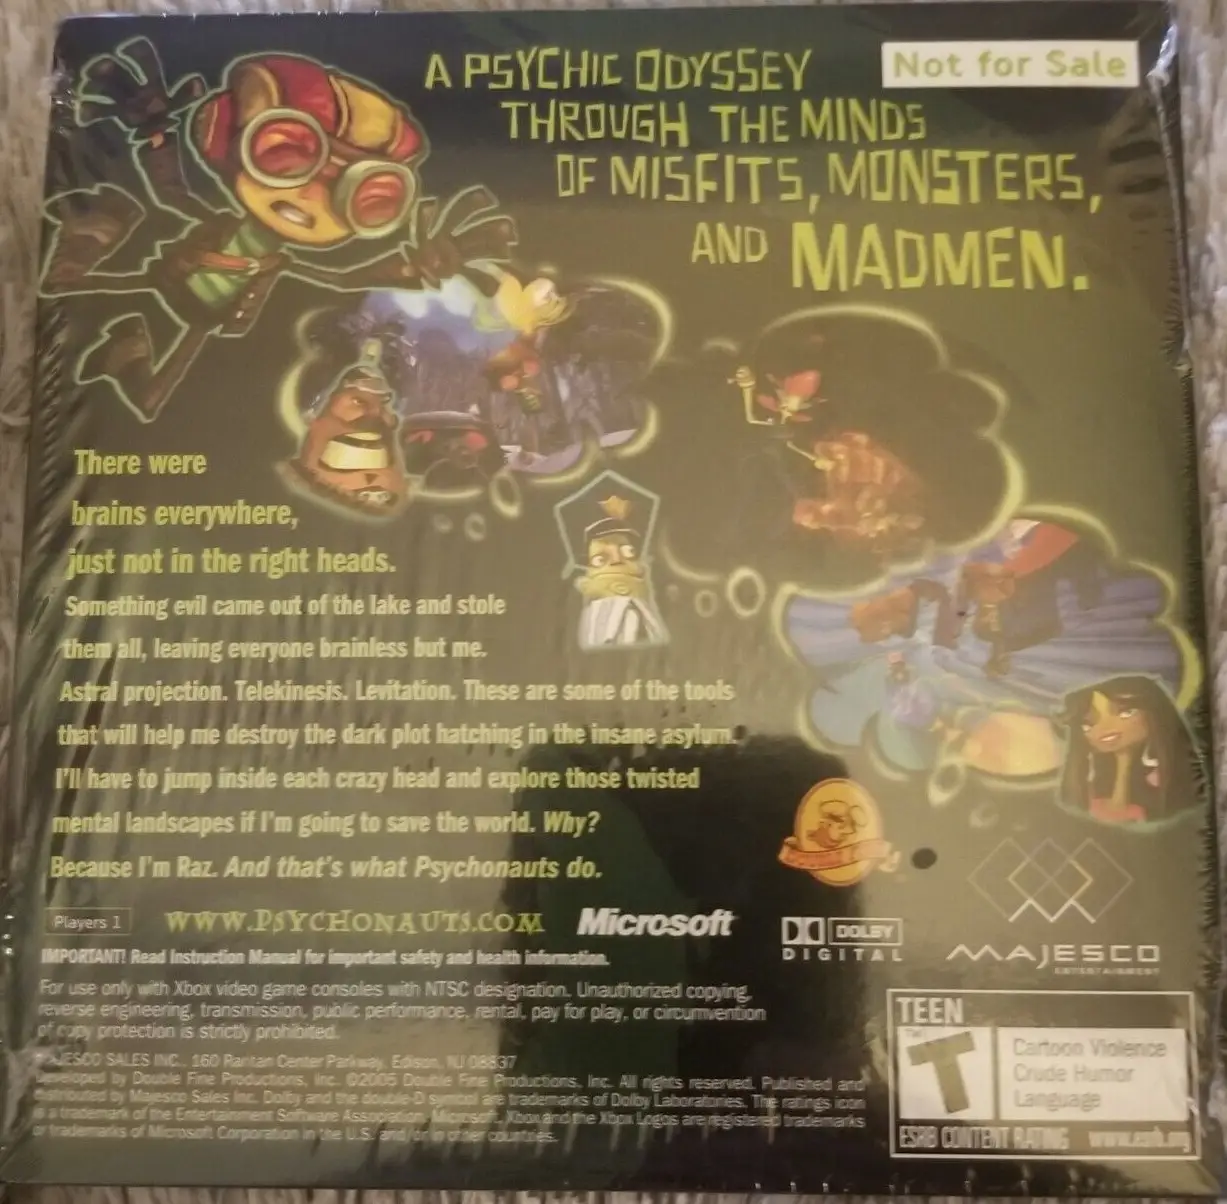 A PSYCHIC ODYSSEY
THROUGH THE MINDS
OF MISFITS, MONSTERS,
AND MADMEN.
Not for Sale
There were
brains everywhere,
just not in the right heads.
Something evil came out of the lake and stole
them all, leaving everyone brainless but me.
Astral projection. Telekinesis. Levitation. These are some of the tools
that will help me destroy the dark plot hatching in the insane asylum.
I'll have to jump inside each crazy head and explore those twisted
mental landscapes if I'm going to save the world. Why?
Because I'm Raz. And that's what Psychonauts do.
Players 1
WWW.PSYCHONAUTS.COM
Microsoft
DOLBY
DIGITAL
MAJESCO
ENTERTAINMENT
IMPORTANT! Read Instruction Manual for important safety and health information.
For use only with Xbox video game consoles with NTSC designation. Unauthorized copying,
reverse engineering, transmission, public performance, rental, pay for play, or circumvention
of copy protection is strictly prohibited.
MAJESCO SALES INC., 160 Raritan Center Parkway, Edison, NJ 08837
Developed by Double Fine Productions, Inc. ©2005 Double Fine Productions, Inc. All rights reserved. Published and
distributed by Majesco Sales Inc. Dolby and the double-D symbol are trademarks of Dolby Laboratories. The ratings icon
is a trademark of the Entertainment Software Association. Microsoft, Xbox and the Xbox Logos are registered trademarks
or trademarks of Microsoft Corporation in the U.S. and/or in other countries.
TEEN
T
Cartoon Violence
Crude Humor
Language
ESRB CONTENT RATING www.esrb.org